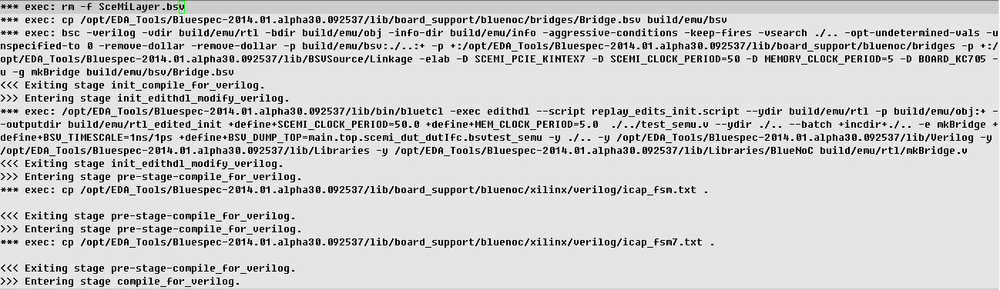 *** exec: rm -f SceMiLayer.bsv
*** exec: cp /opt/EDA_Tools/Bluespec-2014.01.alpha30.092537/lib/board_support/bluenoc/bridges/Bridge.bsv build/emu/bsv
*** exec: bsc -verilog -vdir build/emu/rtl -bdir build/emu/obj -info-dir build/emu/info -aggressive-conditions -keep-fires -vsearch ./.. -opt-undetermined-vals -u
nspecified-to 0 -remove-dollar -remove-dollar -p build/emu/bsv:./..:+ -p +:/opt/EDA_Tools/Bluespec-2014.01.alpha30.092537/lib/board_support/bluenoc/bridges -p +:/
opt/EDA_Tools/Bluespec-2014.01.alpha30.092537/lib/BSVSource/Linkage -elab -D SCEMI_PCIE_KINTEX7 -D SCEMI_CLOCK_PERIOD=50 -D MEMORY_CLOCK_PERIOD=5 -D BOARD_KC705 -
u -g mkBridge build/emu/bsv/Bridge.bsv
<<< Exiting stage init_compile_for_verilog.
>>> Entering stage init_edithdl_modify_verilog.
*** exec: /opt/EDA_Tools/Bluespec-2014.01.alpha30.092537/lib/bin/bluetcl -exec edithdl --script replay_edits_init.script --ydir build/emu/rtl -p build/emu/obj:+ -
-outputdir build/emu/rtl_edited_init +define+SCEMI_CLOCK_PERIOD=50.0 +define+MEM_CLOCK_PERIOD=5.0  ./../test_semu.v --ydir ./.. --batch +incdir+./.. -e mkBridge +
define+BSV_TIMESCALE=1ns/1ps +define+BSV_DUMP_TOP=main.top.scemi_dut_dutIfc.bsvtest_semu -y ./.. -y /opt/EDA_Tools/Bluespec-2014.01.alpha30.092537/lib/Verilog -y
/opt/EDA_Tools/Bluespec-2014.01.alpha30.092537/lib/Libraries -y /opt/EDA_Tools/Bluespec-2014.01.alpha30.092537/lib/Libraries/BlueNoC build/emu/rtl/mkBridge.v
<<< Exiting stage init_edithdl_modify_verilog.
>>> Entering stage pre-stage-compile_for_verilog.
*** exec: cp /opt/EDA_Tools/Bluespec-2014.01.alpha30.092537/lib/board_support/bluenoc/xilinx/verilog/icap_fsm.txt .
<<< Exiting stage pre-stage-compile_for_verilog.
>>> Entering stage pre-stage-compile_for_verilog.
*** exec: cp /opt/EDA_Tools/Bluespec-2014.01.alpha30.092537/lib/board_support/bluenoc/xilinx/verilog/icap_fsm7.txt .
<<< Exiting stage pre-stage-compile_for_verilog.
>>> Entering stage compile_for_verilog.